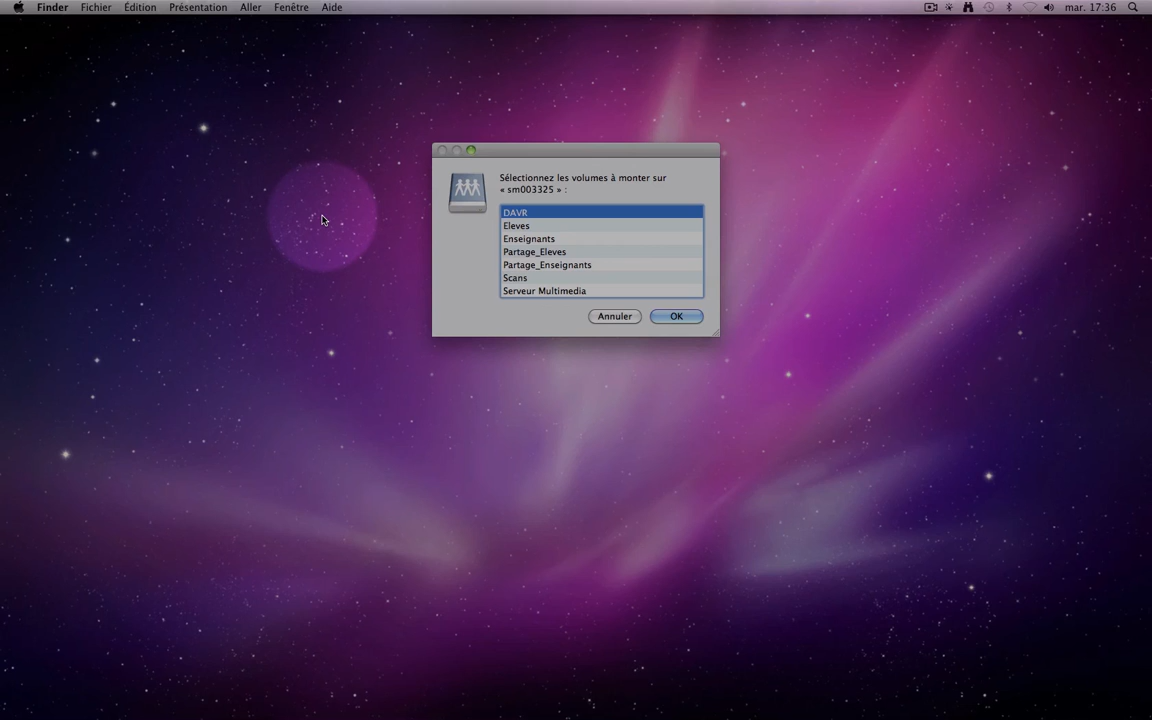 Finder Fichier Édition Présentation Aller Fenêtre Aide mar. 17:36
Sélectionnez les volumes à monter sur
« sm003325 » :
DAVR
Eleves
Enseignants
Partage_Eleves
Partage_Enseignants
Scans
Serveur Multimedia
Annuler OK